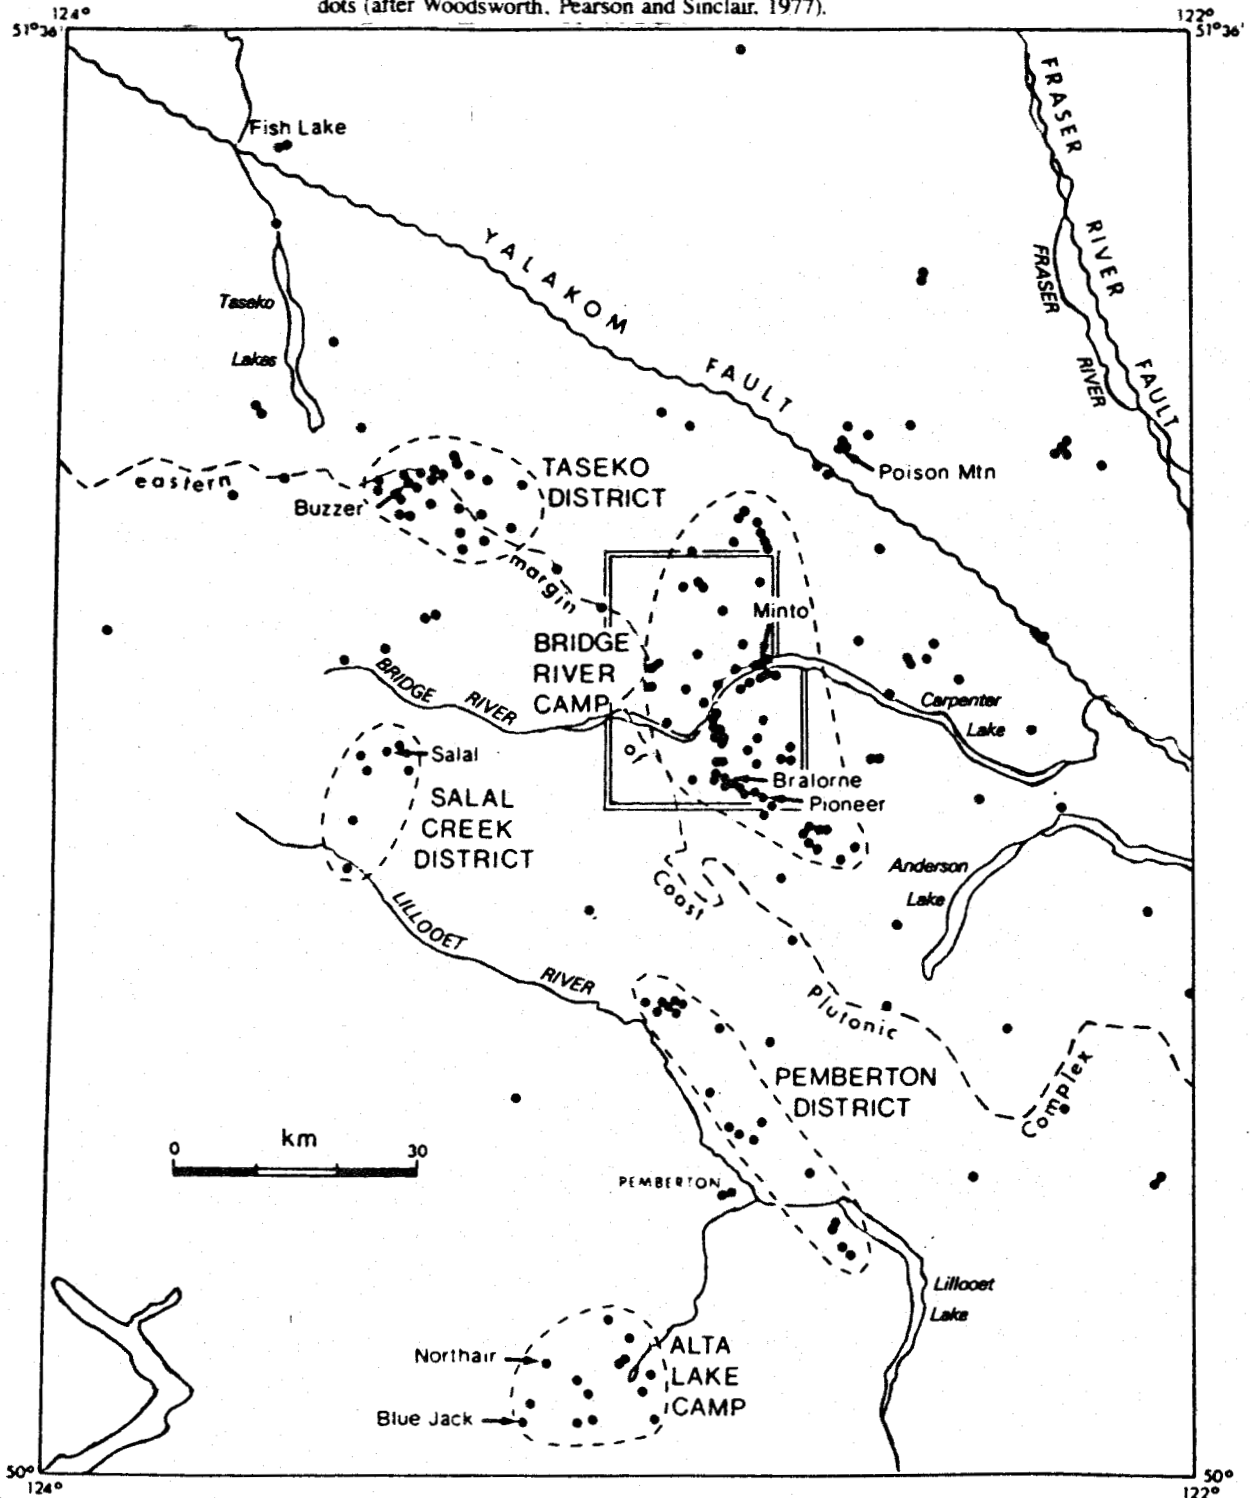 dots (after Woodsworth, Pearson and Sinclair, 1977).
124°
122°
51°36'
51°36'
FRASER RIVER FAULT
Fish Lake
YALAKOM FAULT
FRASER RIVER
Taseko
Lakes
eastern margin of Coast Plutonic Complex
TASEKO
DISTRICT
Poison Mtn
Buzzer
Minto
BRIDGE
RIVER
CAMP
BRIDGE RIVER
Carpenter
Lake
Salal
Bralorne
Pioneer
SALAL
CREEK
DISTRICT
Anderson
Lake
LILLOOET RIVER
PEMBERTON
DISTRICT
km
0 30
PEMBERTON
Lillooet
Lake
Northair
ALTA
LAKE
CAMP
Blue Jack
50°
50°
124°
122°